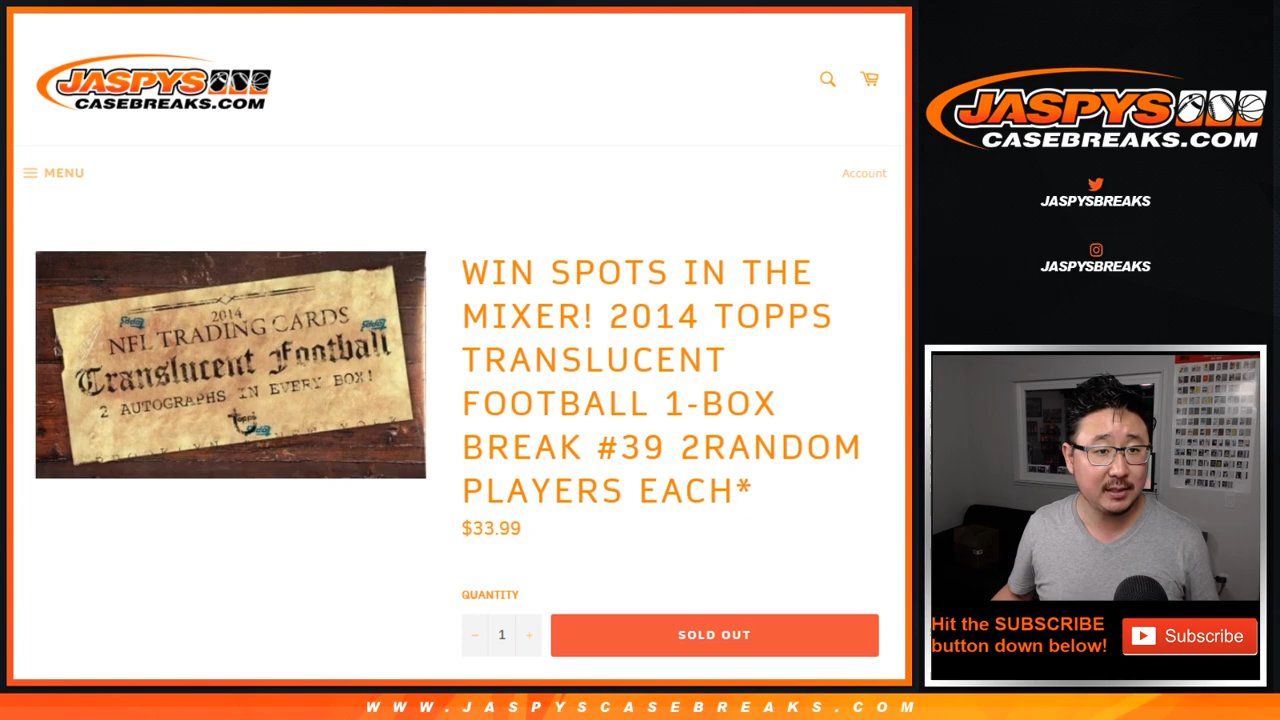 JASPYS
CASEBREAKS.COM
MENU
Account
2014
NFL TRADING CARDS
Translucent Football
2 AUTOGRAPHS IN EVERY BOX!
topps
WIN SPOTS IN THE
MIXER! 2014 TOPPS
TRANSLUCENT
FOOTBALL 1-BOX
BREAK #39 2RANDOM
PLAYERS EACH*
$33.99
QUANTITY
− 1 +
SOLD OUT
JASPYS
CASEBREAKS.COM
JASPYSBREAKS
JASPYSBREAKS
Hit the SUBSCRIBE
button down below!
Subscribe
WWW.JASPYSCASEBREAKS.COM